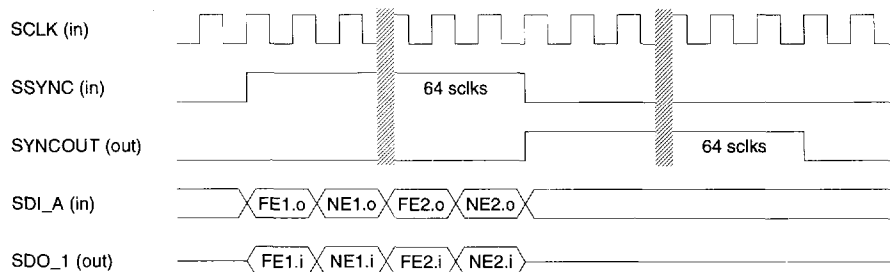 SCLK (in)
SSYNC (in) 64 sclks
SYNCOUT (out) 64 sclks
SDI_A (in) FE1.o NE1.o FE2.o NE2.o
SDO_1 (out) FE1.i NE1.i FE2.i NE2.i